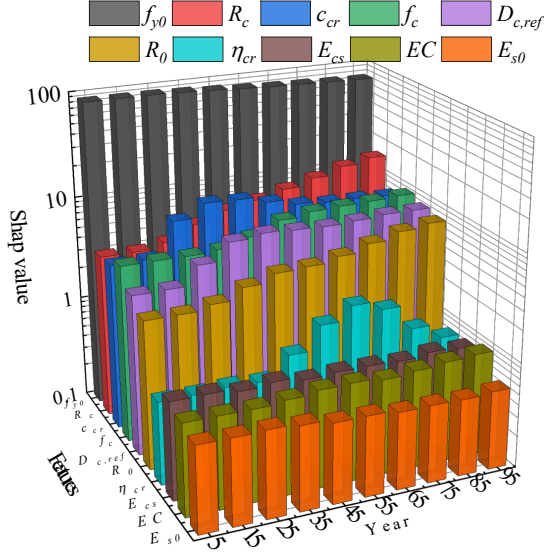 f_y0 R_c c_cr f_c D_c,ref
R_0 η_cr E_cs EC E_s0
100
10
1
0.1
Shap value
f_y0
R_c
c_cr
f_c
D_c,ref
R_0
η_cr
E_cs
EC
E_s0
Features
5 15 25 35 45 55 65 75 85 95
Year